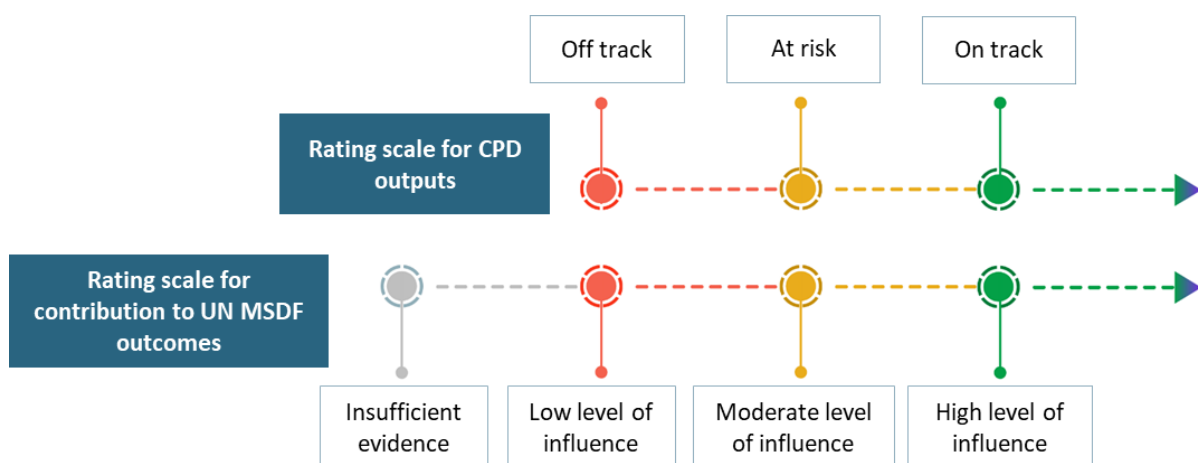 Off track
At risk
On track
Rating scale for CPD
outputs
Rating scale for
contribution to UN MSDF
outcomes
Insufficient
evidence
Low level of
influence
Moderate level
of influence
High level of
influence